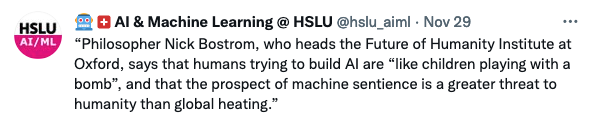 HSLU
AI/ML
AI & Machine Learning @ HSLU @hslu_aiml · Nov 29
“Philosopher Nick Bostrom, who heads the Future of Humanity Institute at
Oxford, says that humans trying to build AI are “like children playing with a
bomb”, and that the prospect of machine sentience is a greater threat to
humanity than global heating.”